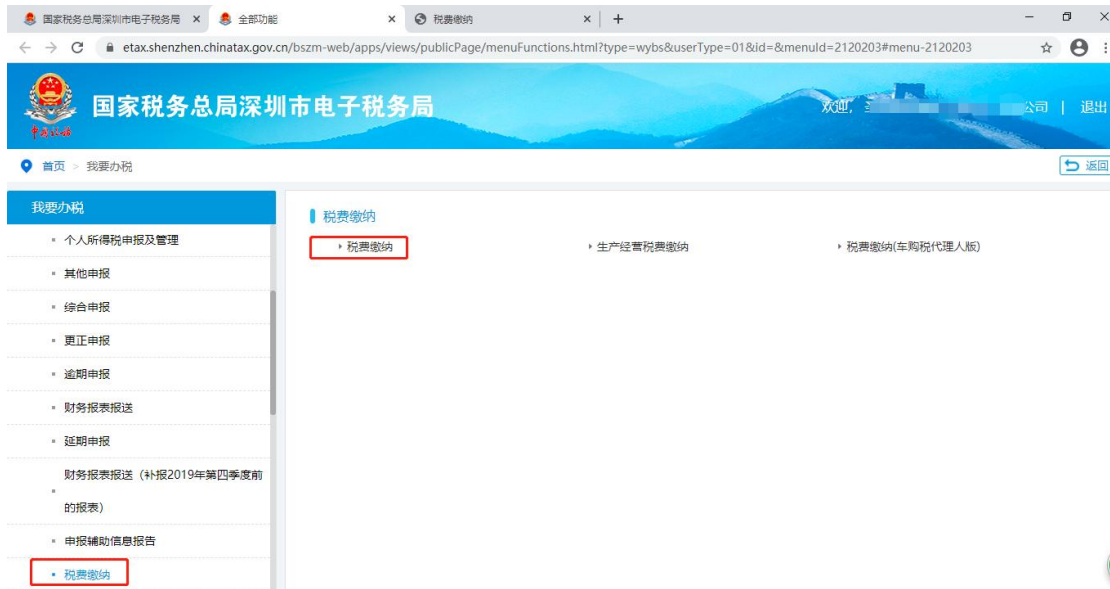 国家税务总局深圳市电子税务局
全部功能
税费缴纳
etax.shenzhen.chinatax.gov.cn/bszm-web/apps/views/publicPage/menuFunctions.html?type=wybs&userType=01&id=&menuId=2120203#menu-2120203
国家税务总局深圳市电子税务局
中国税务
欢迎,
公司 | 退出
首页 > 我要办税
返回
我要办税
个人所得税申报及管理
其他申报
综合申报
更正申报
逾期申报
财务报表报送
延期申报
财务报表报送(补报2019年第四季度前
的报表)
申报辅助信息报告
税费缴纳
税费缴纳
税费缴纳
生产经营税费缴纳
税费缴纳(车购税代理人版)